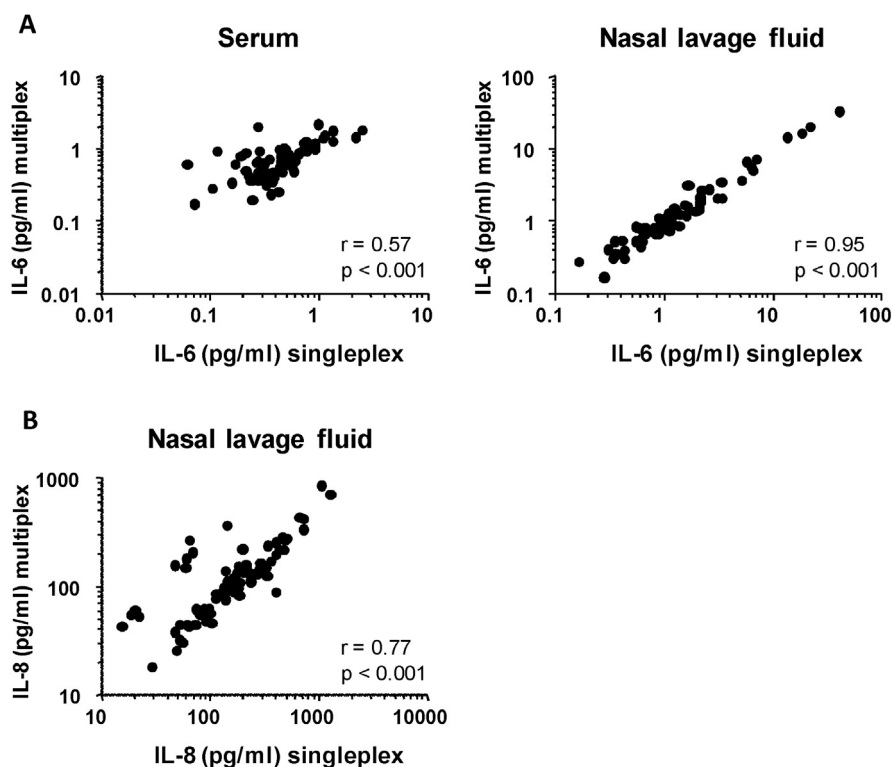 A
Serum
IL-6 (pg/ml) multiplex
10
1
0.1
0.01
r = 0.57
p < 0.001
0.01
0.1
1
10
IL-6 (pg/ml) singleplex
Nasal lavage fluid
IL-6 (pg/ml) multiplex
100
10
1
0.1
r = 0.95
p < 0.001
0.1
1
10
100
IL-6 (pg/ml) singleplex
B
Nasal lavage fluid
IL-8 (pg/ml) multiplex
1000
100
10
r = 0.77
p < 0.001
10
100
1000
10000
IL-8 (pg/ml) singleplex